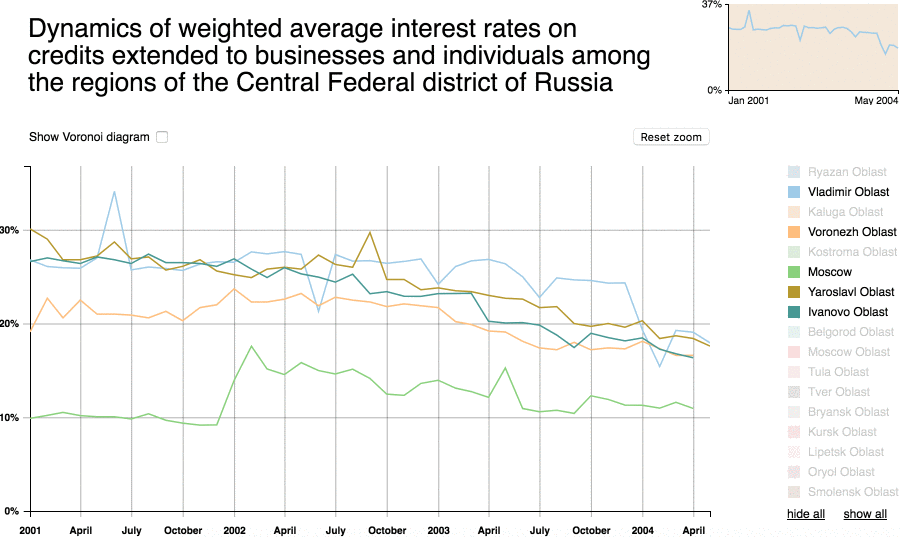 Dynamics of weighted average interest rates on
credits extended to businesses and individuals among
the regions of the Central Federal district of Russia
37%
0%
Jan 2001 May 2004
Show Voronoi diagram
Reset zoom
30%
20%
10%
0%
2001 April July October 2002 April July October 2003 April July October 2004 April
Ryazan Oblast
Vladimir Oblast
Kaluga Oblast
Voronezh Oblast
Kostroma Oblast
Moscow
Yaroslavl Oblast
Ivanovo Oblast
Belgorod Oblast
Moscow Oblast
Tula Oblast
Tver Oblast
Bryansk Oblast
Kursk Oblast
Lipetsk Oblast
Oryol Oblast
Smolensk Oblast
hide all show all